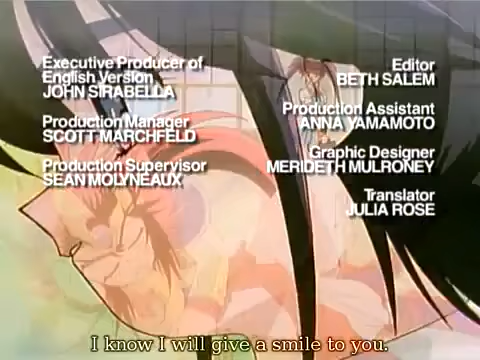 Executive Producer of
English Version
JOHN SIRABELLA
Production Manager
SCOTT MARCHFELD
Production Supervisor
SEAN MOLYNEAUX
Editor
BETH SALEM
Production Assistant
ANNA YAMAMOTO
Graphic Designer
MERIDETH MULRONEY
Translator
JULIA ROSE
I know I will give a smile to you.